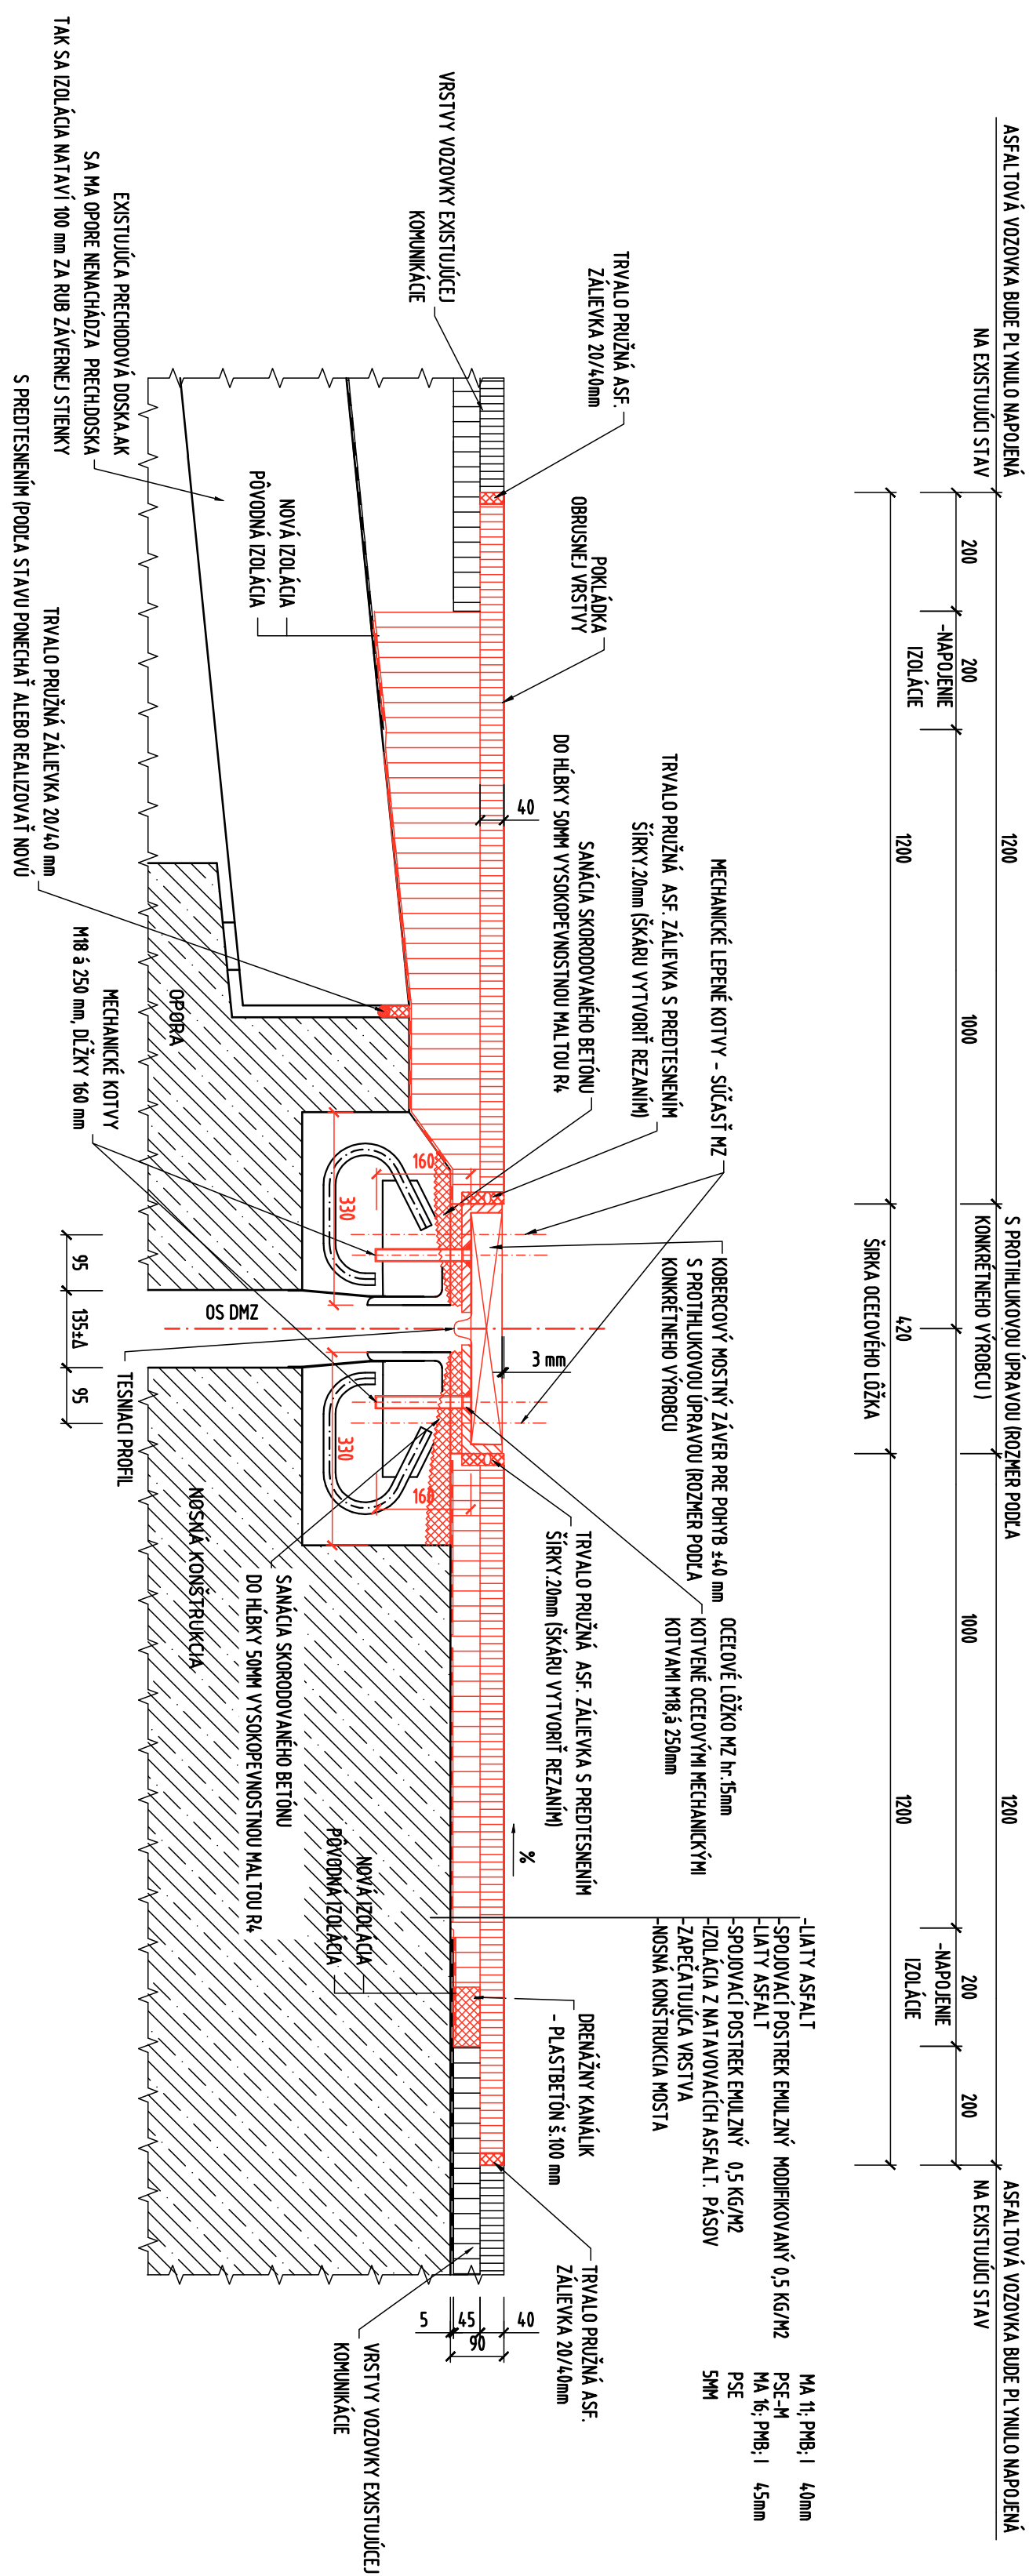 ASFALTOVÁ VOZOVKA BUDE PLYNULO NAPOJENÁ
NA EXISTUJÚCI STAV
1200
S PROTIHLUKOVOU ÚPRAVOU (ROZMER PODĽA
KONKRÉTNEHO VÝROBCU)
1200
ASFALTOVÁ VOZOVKA BUDE PLYNULO NAPOJENÁ
NA EXISTUJÚCI STAV
200
200
1000
1000
200
200
-NAPOJENIE
IZOLÁCIE
-NAPOJENIE
IZOLÁCIE
1200
420
1200
ŠÍRKA OCEĽOVÉHO LÔŽKA
-LIATY ASFALT
MA 11; PMB; I
40mm
-SPOJOVACÍ POSTREK EMULZNÝ MODIFIKOVANÝ 0,5 KG/M2
PSE-M
-LIATY ASFALT
MA 16; PMB; I
45mm
-SPOJOVACÍ POSTREK EMULZNÝ 0,5 KG/M2
PSE
-IZOLÁCIA Z NATAVOVACÍCH ASFALT. PÁSOV
5MM
-ZAPEČAŤUJÚCA VRSTVA
-NOSNÁ KONŠTRUKCIA MOSTA
MECHANICKÉ LEPENÉ KOTVY - SÚČASŤ MZ
KOBERCOVÝ MOSTNÝ ZÁVER PRE POHYB ±40 mm
S PROTIHLUKOVOU ÚPRAVOU (ROZMER PODĽA
KONKRÉTNEHO VÝROBCU
OCEĽOVÉ LÔŽKO MZ hr.15mm
KOTVENÉ OCEĽOVÝMI MECHANICKÝMI
KOTVAMI M18,á 250mm
TRVALO PRUŽNÁ ASF. ZÁLIEVKA S PREDTESNENÍM
ŠÍRKY.20mm (ŠKÁRU VYTVORIŤ REZANÍM)
SANÁCIA SKORODOVANÉHO BETÓNU
DO HĹBKY 50MM VYSOKOPEVNOSTNOU MALTOU R4
TRVALO PRUŽNÁ ASF.
ZÁLIEVKA 20/40mm
POKLÁDKA
OBRUSNEJ VRSTVY
TRVALO PRUŽNÁ ASF. ZÁLIEVKA S PREDTESNENÍM
ŠÍRKY.20mm (ŠKÁRU VYTVORIŤ REZANÍM)
DRENÁŽNY KANÁLIK
- PLASTBETÓN š.100 mm
TRVALO PRUŽNÁ ASF.
ZÁLIEVKA 20/40mm
VRSTVY VOZOVKY EXISTUJÚCEJ
KOMUNIKÁCIE
40
3 mm
%
40
45
5
90
160
160
330
330
VRSTVY VOZOVKY EXISTUJÚCEJ
KOMUNIKÁCIE
NOVÁ IZOLÁCIA
PÔVODNÁ IZOLÁCIA
NOVÁ IZOLÁCIA
PÔVODNÁ IZOLÁCIA
SANÁCIA SKORODOVANÉHO BETÓNU
DO HĹBKY 50MM VYSOKOPEVNOSTNOU MALTOU R4
OPORA
OS DMZ
NOSNÁ KONŠTRUKCIA
EXISTUJÚCA PRECHODOVÁ DOSKA.AK
SA MA OPORE NENACHÁDZA PRECH.DOSKA
TAK SA IZOLÁCIA NATAVÍ 100 mm ZA RUB ZÁVERNEJ STIENKY
TRVALO PRUŽNÁ ZÁLIEVKA 20/40 mm
S PREDTESNENÍM (PODĽA STAVU PONECHAŤ ALEBO REALIZOVAŤ NOVÚ
MECHANICKÉ KOTVY
M18 á 250 mm, DĹŽKY 160 mm
95
135±Δ
95
TESNIACI PROFIL